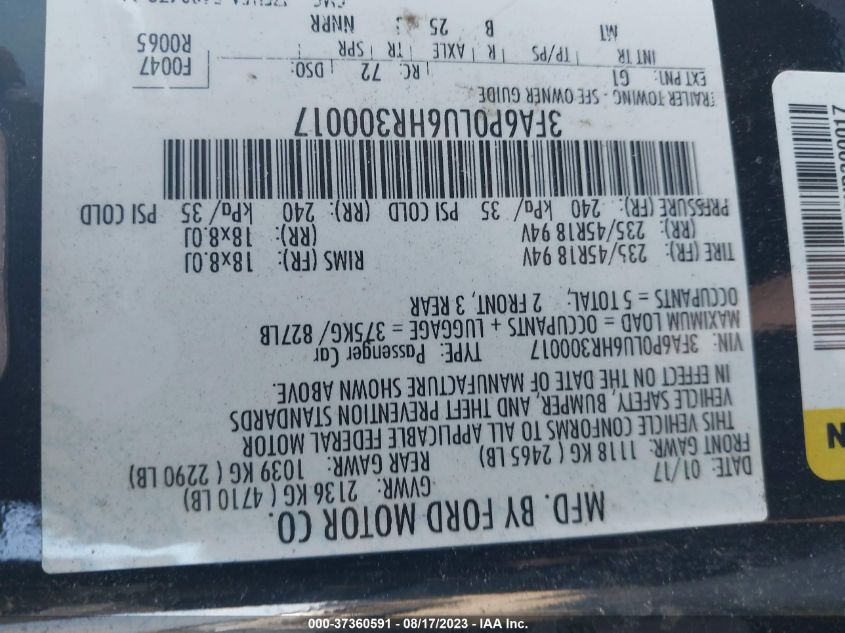 MFD. BY FORD MOTOR CO.
DATE: 01/17 GVWR: 2136 KG ( 4710 LB)
FRONT GAWR: 1118 KG ( 2465 LB) REAR GAWR: 1039 KG ( 2290 LB)
THIS VEHICLE CONFORMS TO ALL APPLICABLE FEDERAL MOTOR
VEHICLE SAFETY, BUMPER, AND THEFT PREVENTION STANDARDS
IN EFFECT ON THE DATE OF MANUFACTURE SHOWN ABOVE.
VIN: 3FA6P0LU6HR300017 TYPE: Passenger Car
MAXIMUM LOAD = OCCUPANTS + LUGGAGE = 375KG/ 827LB
OCCUPANTS = 5 TOTAL; 2 FRONT, 3 REAR
TIRE (FR): 235/45R18 94V RIMS (FR): 18x8.0J
(RR): 235/45R18 94V (RR): 18x8.0J
PRESSURE (FR): 240 kPa/ 35 PSI COLD (RR): 240 kPa/ 35 PSI COLD
3FA6P0LU6HR300017
TRAILER TOWING - SEE OWNER GUIDE
EXT PNT: G1 RC: 72 DSO: F0047
R0065
INT TR TP/PS R AXLE TR SPR
MT B 25 NNRR
N
000-37360591 - 08/17/2023 - IAA Inc.